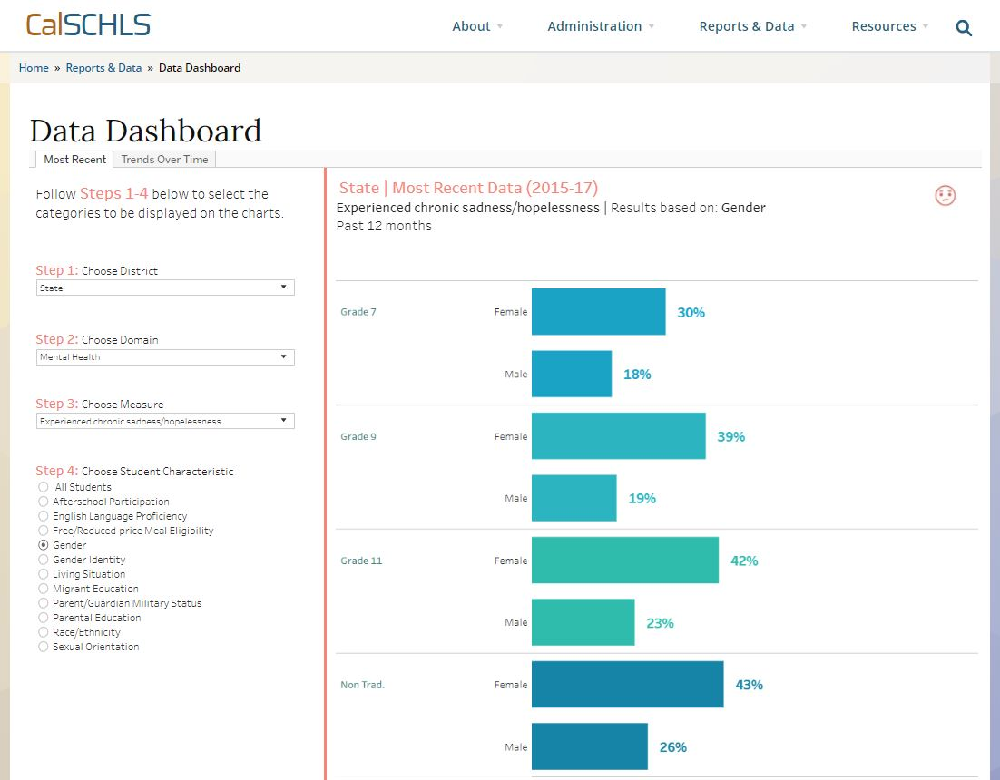 CalSCHLS
About
Administration
Reports & Data
Resources
Home » Reports & Data » Data Dashboard
Data Dashboard
Most Recent
Trends Over Time
Follow Steps 1-4 below to select the
categories to be displayed on the charts.
Step 1: Choose District
State
Step 2: Choose Domain
Mental Health
Step 3: Choose Measure
Experienced chronic sadness/hopelessness
Step 4: Choose Student Characteristic
All Students
Afterschool Participation
English Language Proficiency
Free/Reduced-price Meal Eligibility
Gender
Gender Identity
Living Situation
Migrant Education
Parent/Guardian Military Status
Parental Education
Race/Ethnicity
Sexual Orientation
State | Most Recent Data (2015-17)
Experienced chronic sadness/hopelessness | Results based on: Gender
Past 12 months
Grade 7 Female 30%
Male 18%
Grade 9 Female 39%
Male 19%
Grade 11 Female 42%
Male 23%
Non Trad. Female 43%
Male 26%